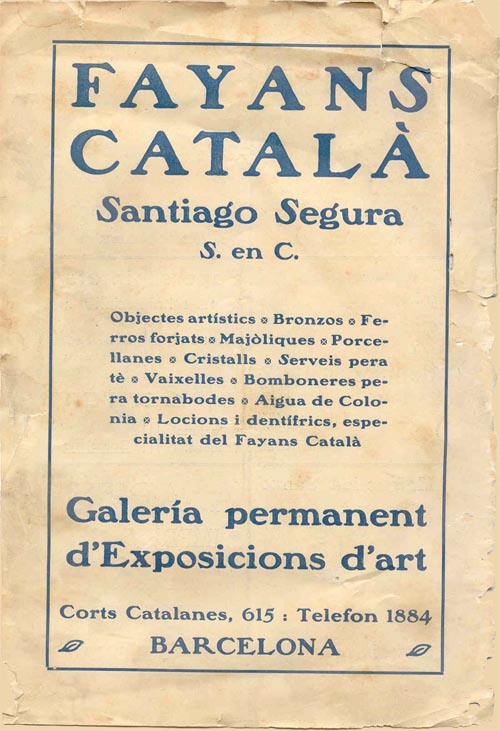 FAYANS
CATALÀ
Santiago Segura
S. en C.
Objectes artístics ※ Bronzos ※ Fe-
rros forjats ※ Majòliques ※ Porce-
llanes ※ Cristalls ※ Serveis pera
tè ※ Vaixelles ※ Bomboneres pe-
ra tornabodes ※ Aigua de Colo-
nia ※ Locions i dentífrics, espe-
cialitat del Fayans Català
Galería permanent
d'Exposicions d'art
Corts Catalanes, 615 : Telefon 1884
BARCELONA